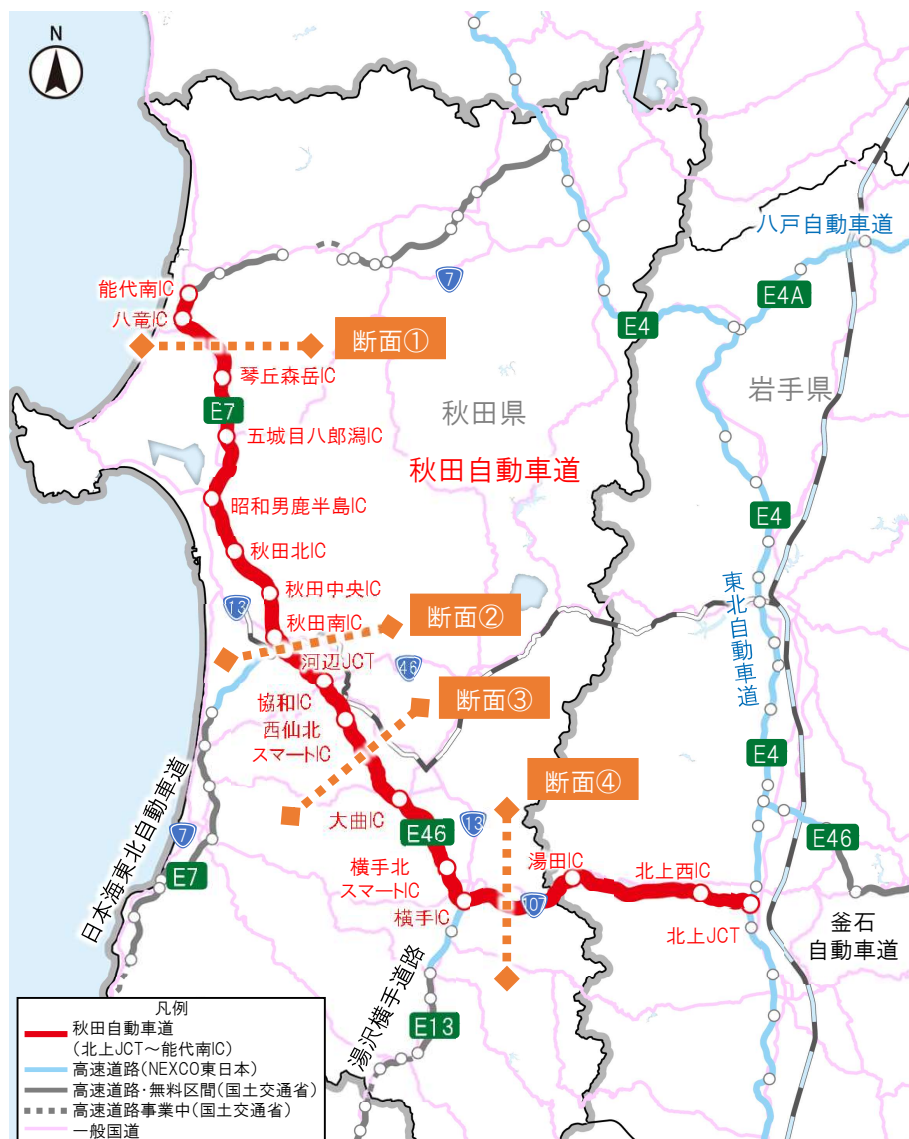 N
八戸自動車道
7
能代南IC
E4A
八竜IC
E4
断面①
琴丘森岳IC
岩手県
E7
秋田県
五城目八郎潟IC
秋田自動車道
昭和男鹿半島IC
E4
秋田北IC
東北自動車道
秋田中央IC
13
断面②
秋田南IC
河辺JCT
46
協和IC
断面③
西仙北
スマートIC
E4
断面④
大曲IC
13
E46
E46
日本海東北自動車道
7
湯田IC
横手北
スマートIC
北上西IC
E7
107
横手IC
北上JCT
釜石
自動車道
湯沢横手道路
E13
凡例
秋田自動車道
(北上JCT～能代南IC)
高速道路(NEXCO東日本)
高速道路・無料区間(国土交通省)
高速道路事業中(国土交通省)
一般国道